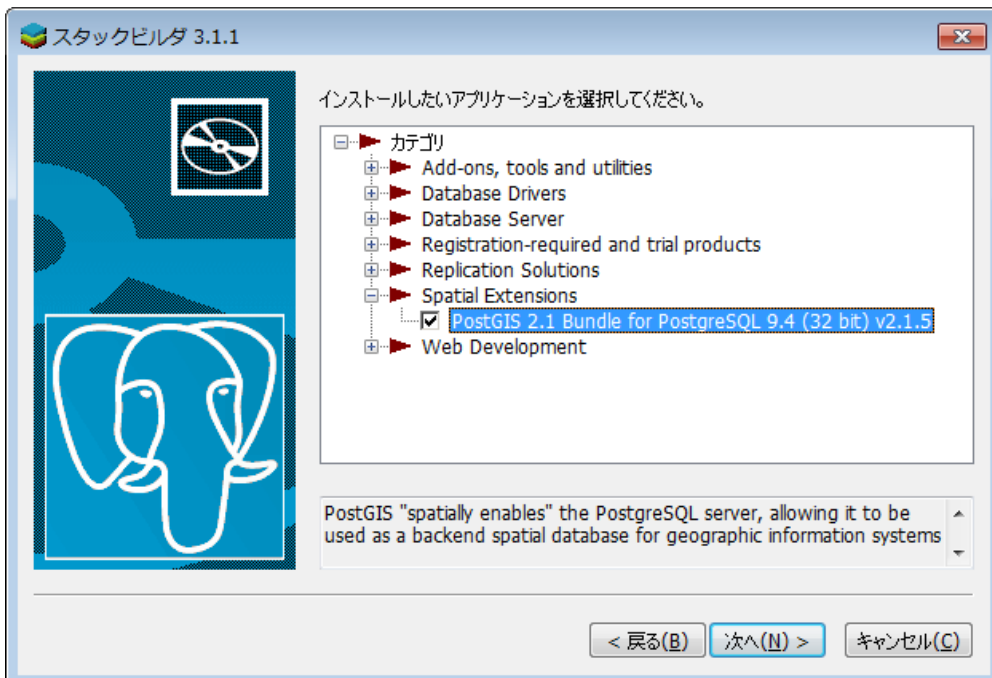 スタックビルダ 3.1.1
インストールしたいアプリケーションを選択してください。
カテゴリ
Add-ons, tools and utilities
Database Drivers
Database Server
Registration-required and trial products
Replication Solutions
Spatial Extensions
PostGIS 2.1 Bundle for PostgreSQL 9.4 (32 bit) v2.1.5
Web Development
PostGIS "spatially enables" the PostgreSQL server, allowing it to be
used as a backend spatial database for geographic information systems
< 戻る(B)
次へ(N) >
キャンセル(C)